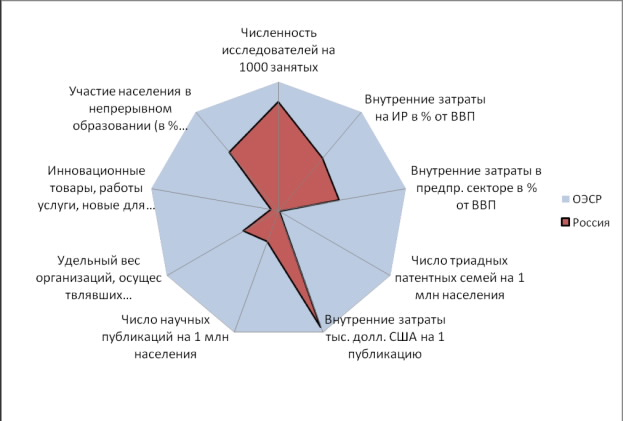 Численность
исследователей на
1000 занятых
Внутренние затраты
на ИР в % от ВВП
Внутренние затраты в
предпр. секторе в %
от ВВП
Число триадных
патентных семей на 1
млн населения
Внутренние затраты
тыс. долл. США на 1
публикацию
Число научных
публикаций на 1 млн
населения
Удельный вес
организаций, осущес
твлявших...
Инновационные
товары, работы
услуги, новые для...
Участие населения в
непрерывном
образовании (в %...
ОЭСР
Россия